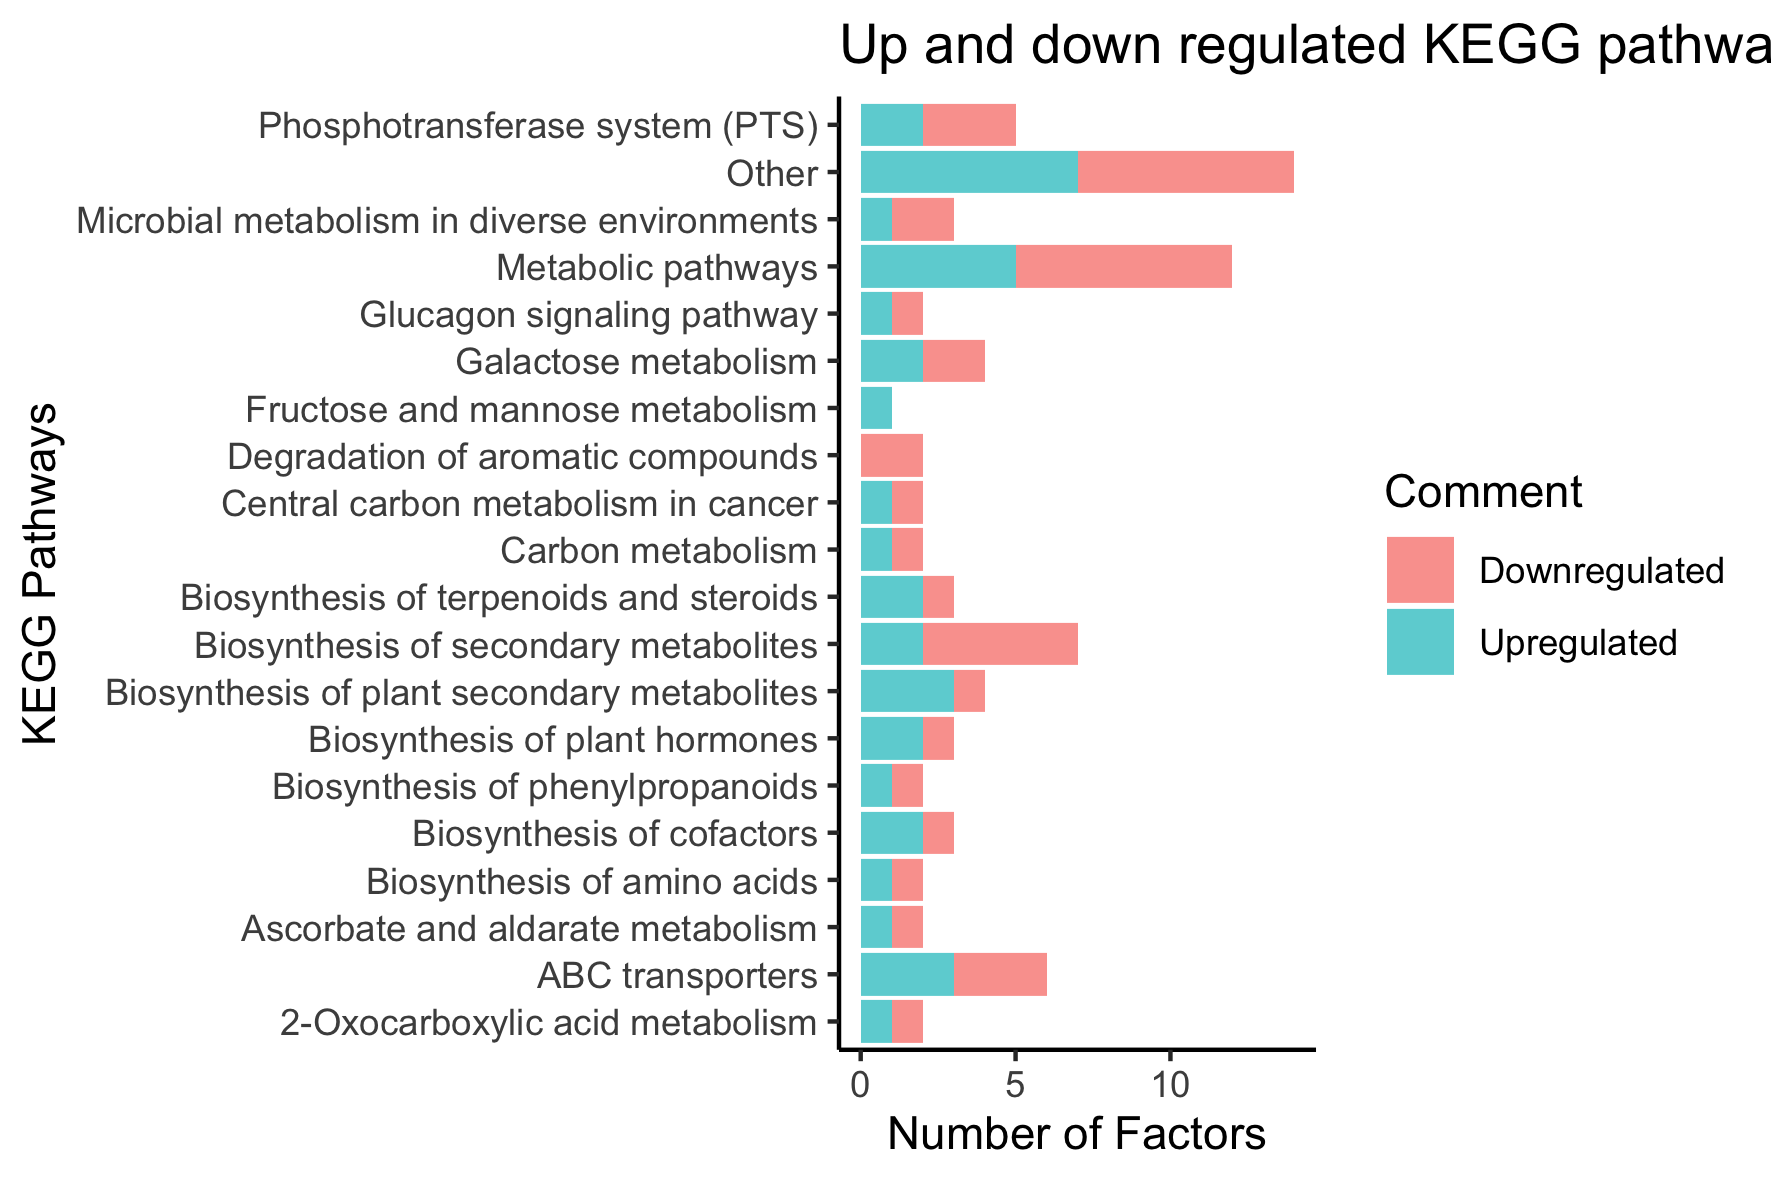 Up and down regulated KEGG pathwa
KEGG Pathways
Phosphotransferase system (PTS)
Other
Microbial metabolism in diverse environments
Metabolic pathways
Glucagon signaling pathway
Galactose metabolism
Fructose and mannose metabolism
Degradation of aromatic compounds
Central carbon metabolism in cancer
Carbon metabolism
Biosynthesis of terpenoids and steroids
Biosynthesis of secondary metabolites
Biosynthesis of plant secondary metabolites
Biosynthesis of plant hormones
Biosynthesis of phenylpropanoids
Biosynthesis of cofactors
Biosynthesis of amino acids
Ascorbate and aldarate metabolism
ABC transporters
2-Oxocarboxylic acid metabolism
0 5 10
Number of Factors
Comment
Downregulated
Upregulated